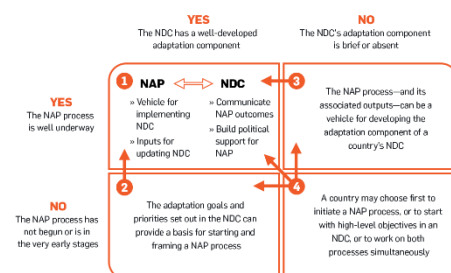 YES
The NDC has a well-developed
adaptation component
NO
The NDC's adaptation component
is brief or absent
YES
The NAP process
is well underway
1
NAP
NDC
» Vehicle for
implementing
NDC
» Inputs for
updating NDC
» Communicate
NAP outcomes
» Build political
support for
NAP
3
The NAP process—and its
associated outputs—can be a
vehicle for developing the
adaptation component of a
country's NDC
NO
The NAP process has
not begun or is in
the very early stages
2
The adaptation goals and
priorities set out in the NDC can
provide a basis for starting and
framing a NAP process
4
A country may choose first to
initiate a NAP process, or to start
with high-level objectives in an
NDC, or to work on both
processes simultaneously